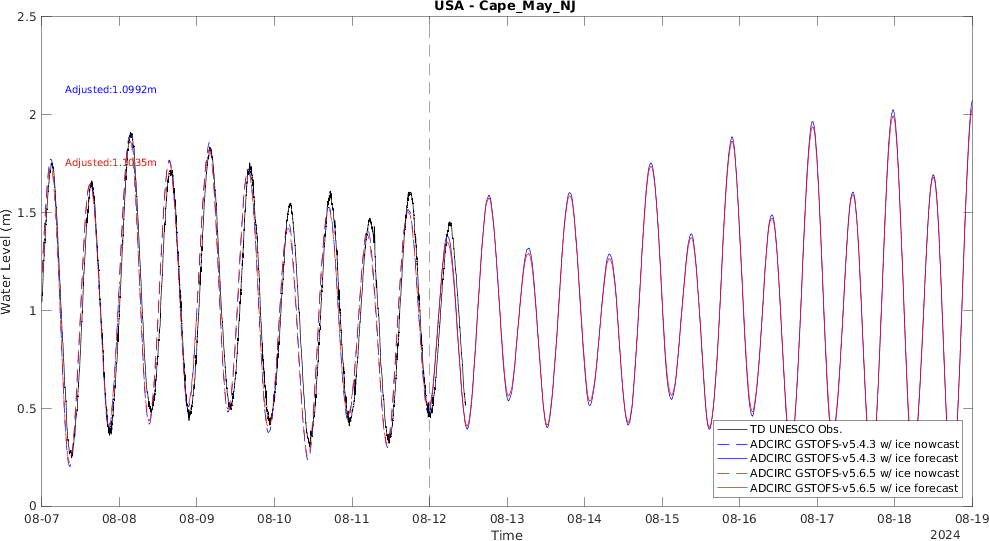 USA - Cape_May_NJ
2.5
2
1.5
1
0.5
0
Water Level (m)
Adjusted:1.0992m
Adjusted:1.1035m
TD UNESCO Obs.
ADCIRC GSTOFS-v5.4.3 w/ ice nowcast
ADCIRC GSTOFS-v5.4.3 w/ ice forecast
ADCIRC GSTOFS-v5.6.5 w/ ice nowcast
ADCIRC GSTOFS-v5.6.5 w/ ice forecast
08-07 08-08 08-09 08-10 08-11 08-12 08-13 08-14 08-15 08-16 08-17 08-18 08-19
Time
2024